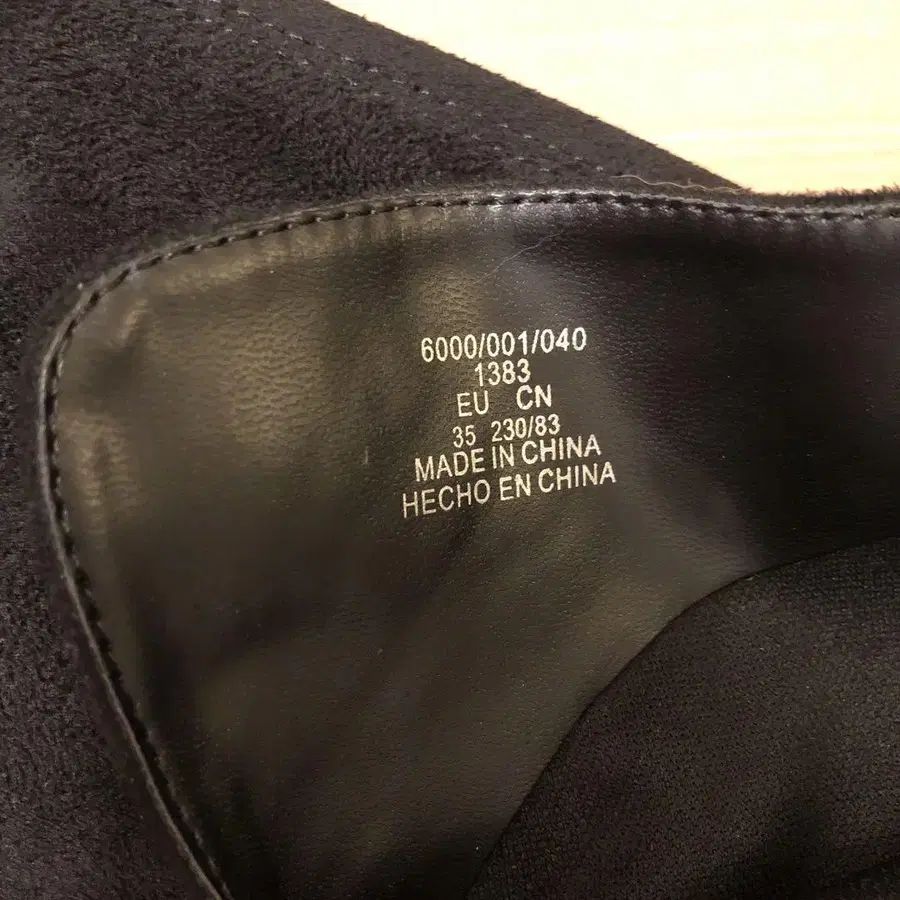 6000/001/040
1383
EU CN
35 230/83
MADE IN CHINA
HECHO EN CHINA